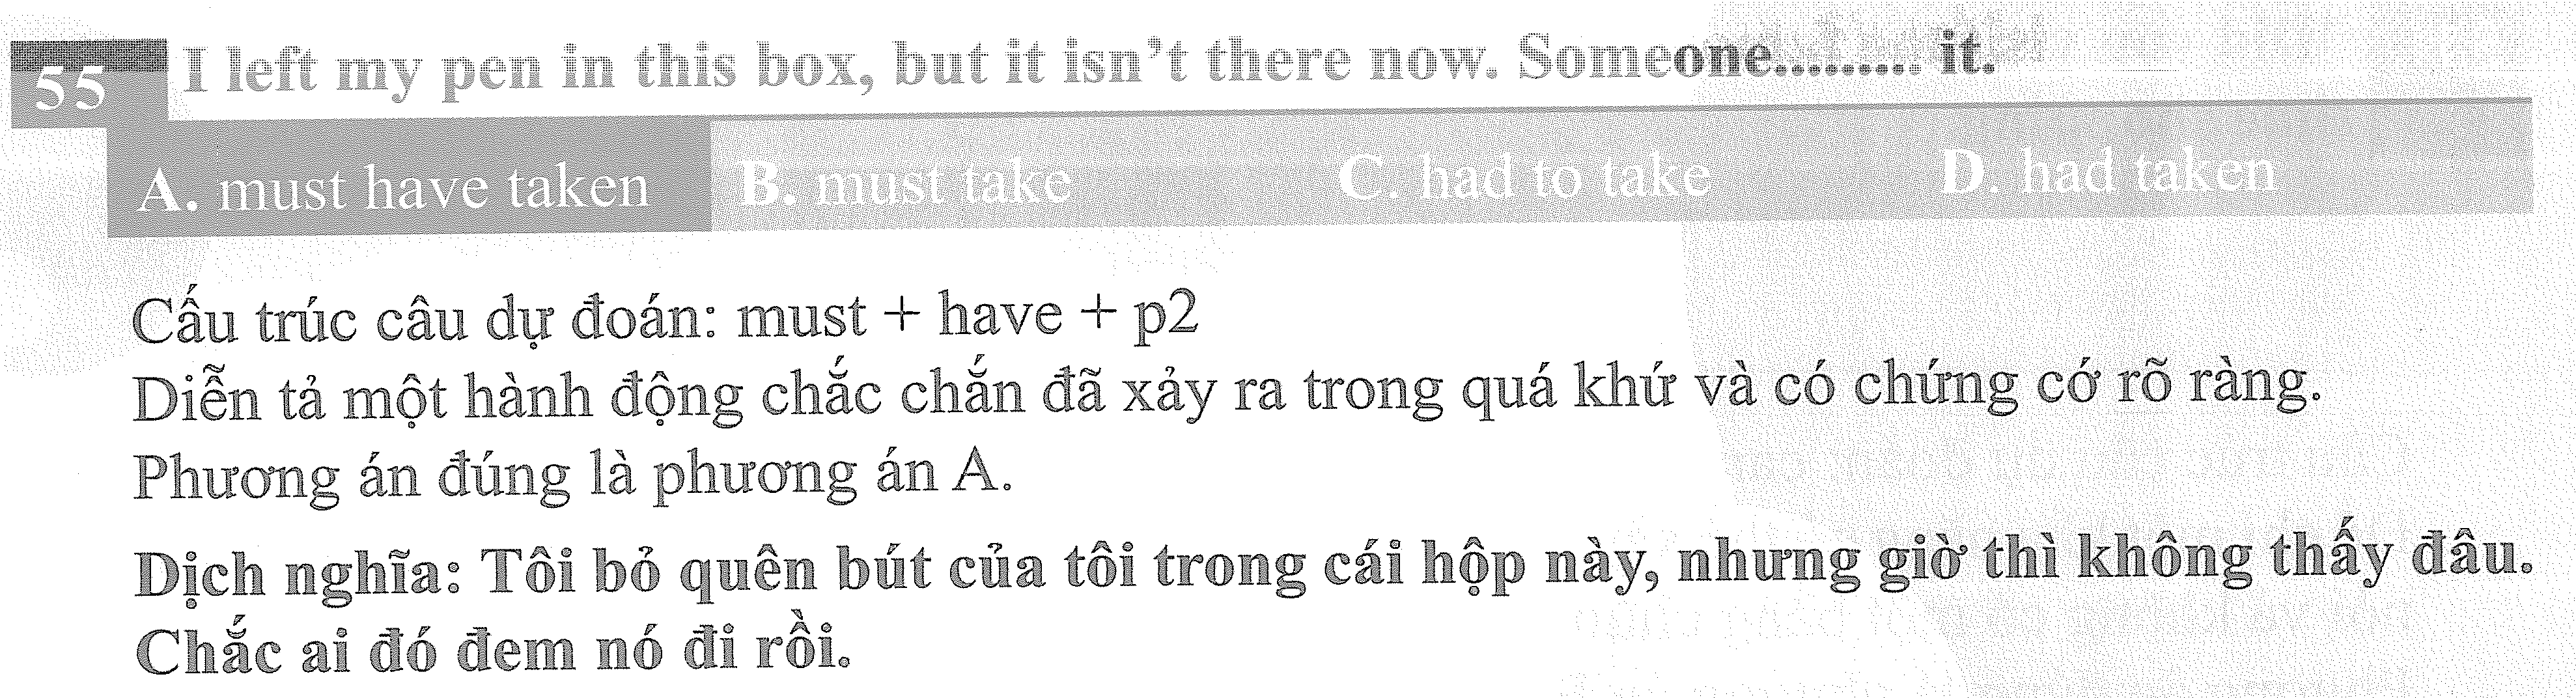 55 I left my pen in this box, but it isn't there now. Someone......... it.
A. must have taken B. must take C. had to take D. had taken
Cấu trúc câu dự đoán: must + have + p2
Diễn tả một hành động chắc chắn đã xảy ra trong quá khứ và có chứng cớ rõ ràng.
Phương án đúng là phương án A.
Dịch nghĩa: Tôi bỏ quên bút của tôi trong cái hộp này, nhưng giờ thì không thấy đâu.
Chắc ai đó đem nó đi rồi.